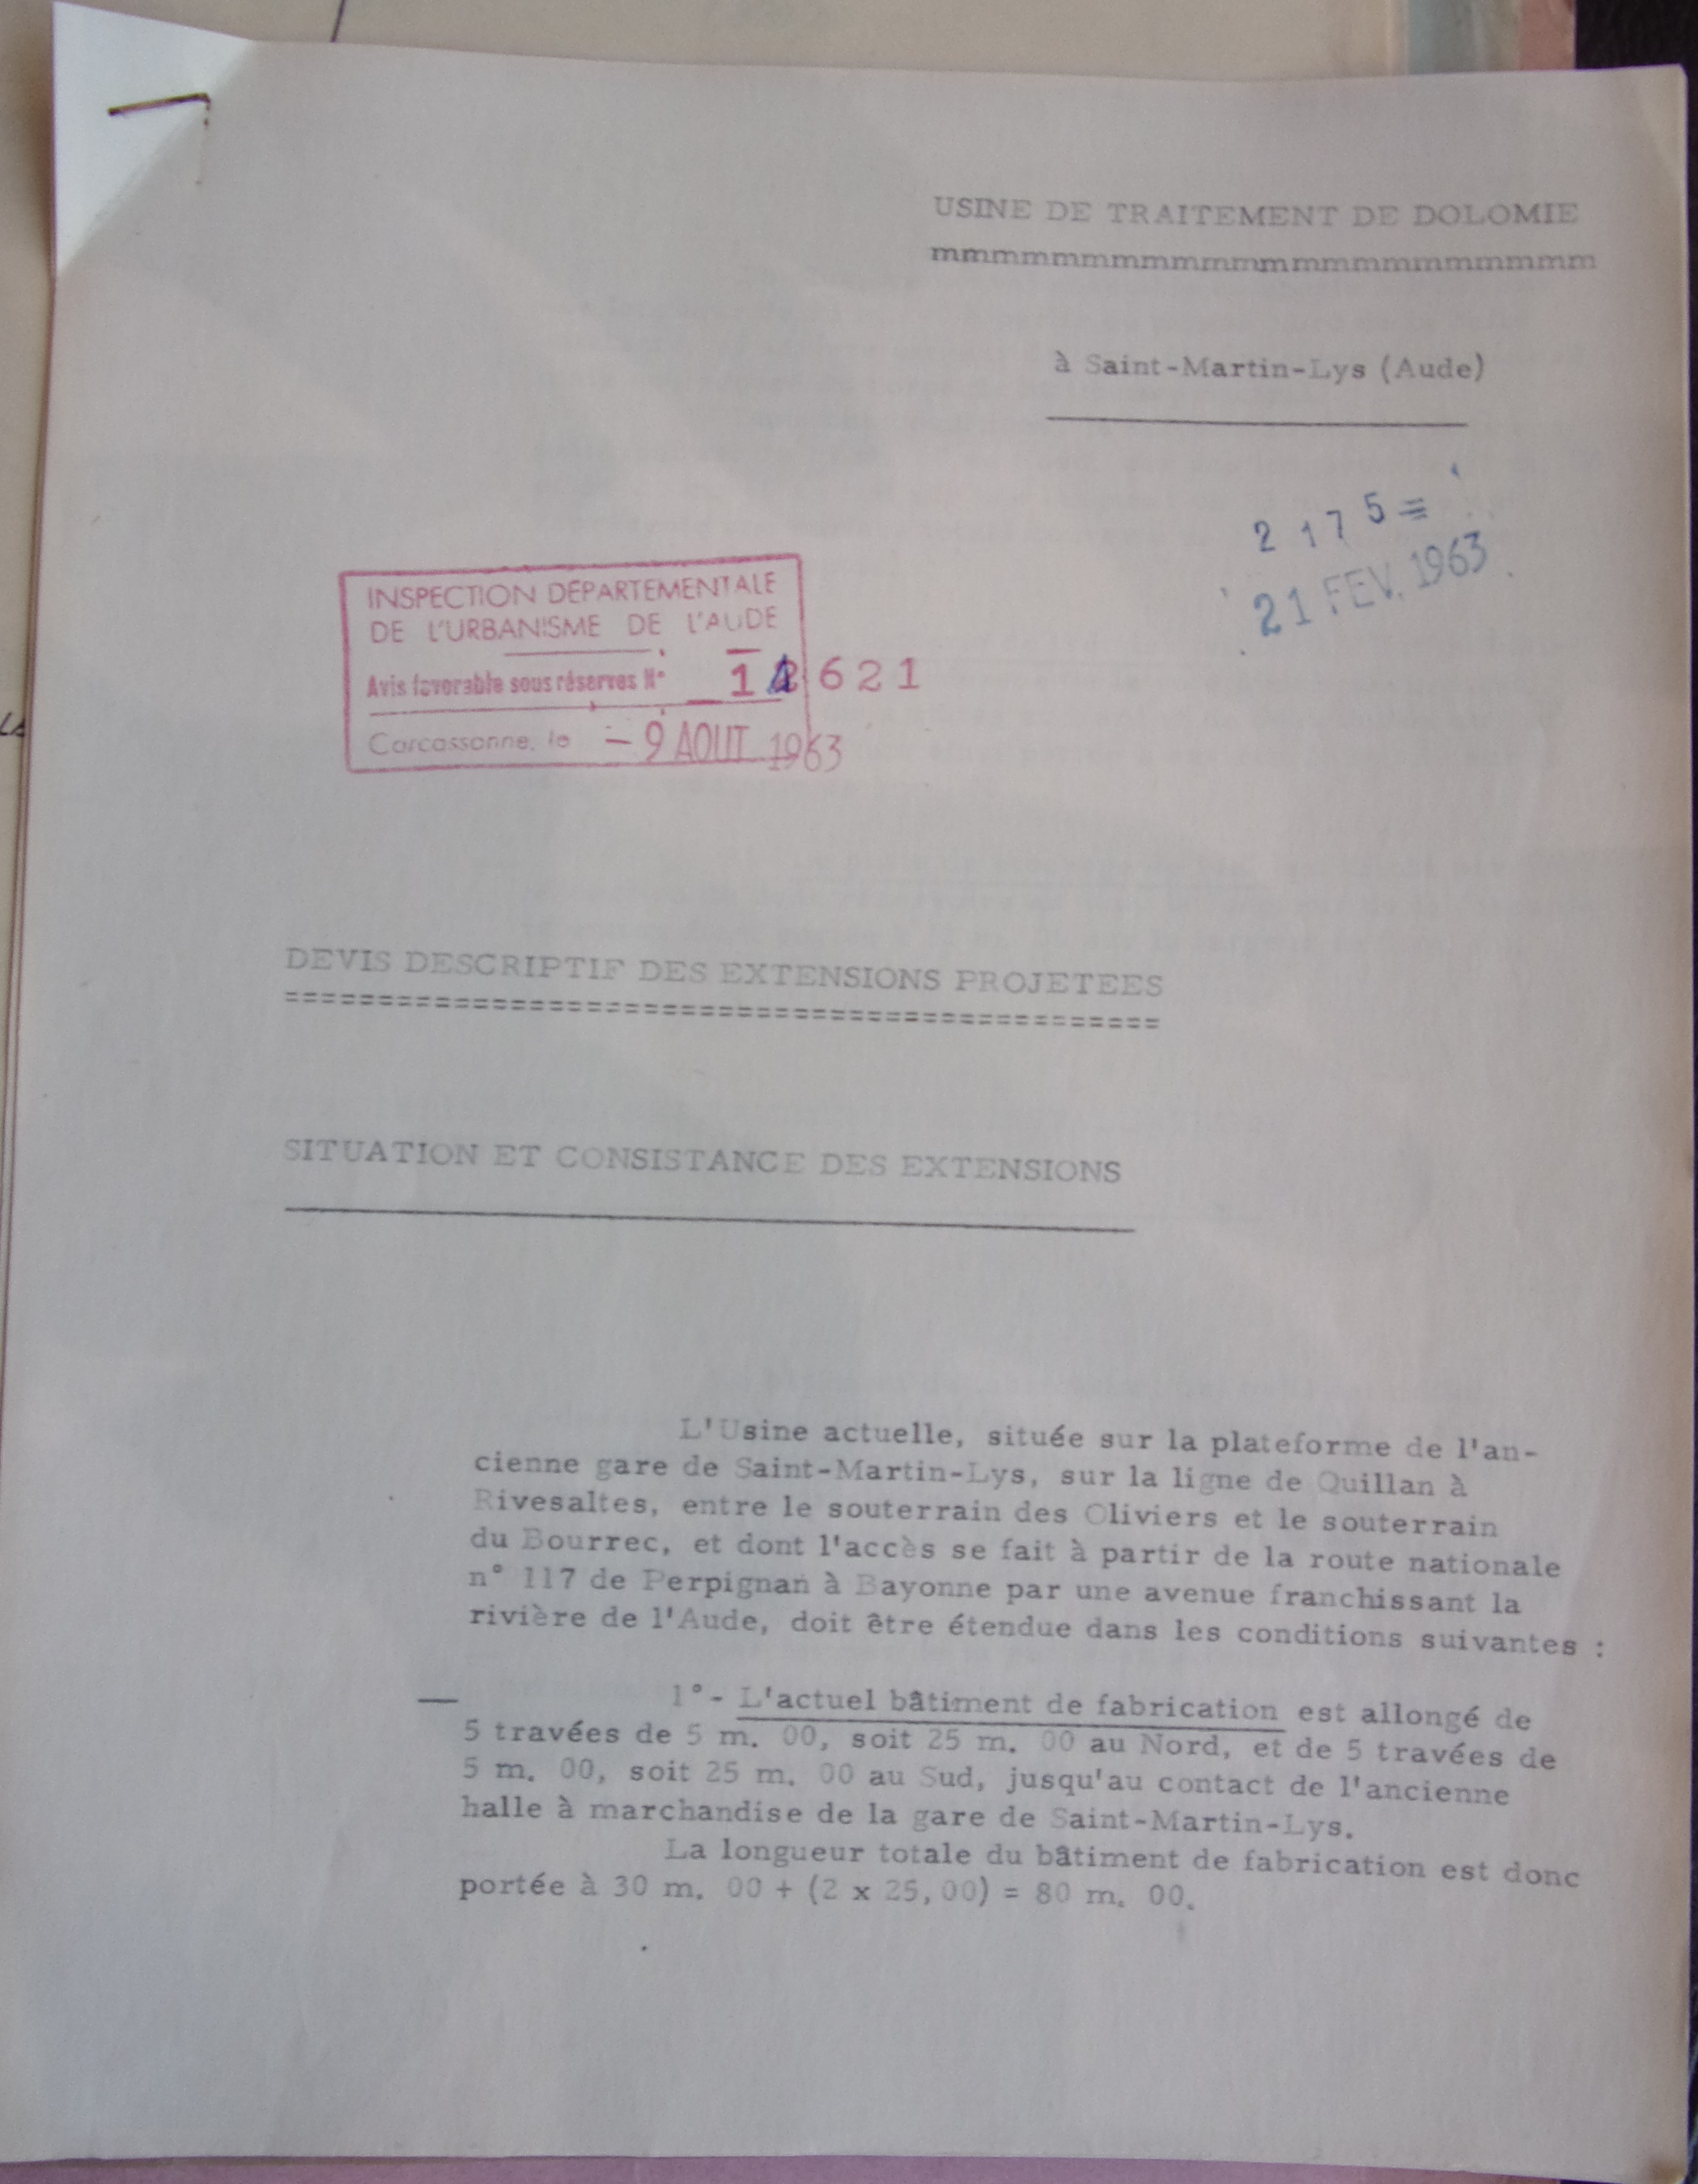 USINE DE TRAITEMENT DE DOLOMIE
mmmmmmmmmmmmmmmmmmmmmm
à Saint-Martin-Lys (Aude)
2 1 7 5 =
21 FEV. 1963
INSPECTION DÉPARTEMENTALE
DE L'URBANISME DE L'AUDE
Avis favorable sous réserves N° 621
Carcassonne, le - 9 AOUT 1963
DEVIS DESCRIPTIF DES EXTENSIONS PROJETEES
===============================================
SITUATION ET CONSISTANCE DES EXTENSIONS
L'Usine actuelle, située sur la plateforme de l'an-
cienne gare de Saint-Martin-Lys, sur la ligne de Quillan à
Rivesaltes, entre le souterrain des Oliviers et le souterrain
du Bourrec, et dont l'accès se fait à partir de la route nationale
n° 117 de Perpignan à Bayonne par une avenue franchissant la
rivière de l'Aude, doit être étendue dans les conditions suivantes :
1°- L'actuel bâtiment de fabrication est allongé de
5 travées de 5 m. 00, soit 25 m. 00 au Nord, et de 5 travées de
5 m. 00, soit 25 m. 00 au Sud, jusqu'au contact de l'ancienne
halle à marchandise de la gare de Saint-Martin-Lys.
La longueur totale du bâtiment de fabrication est donc
portée à 30 m. 00 + (2 x 25,00) = 80 m. 00.